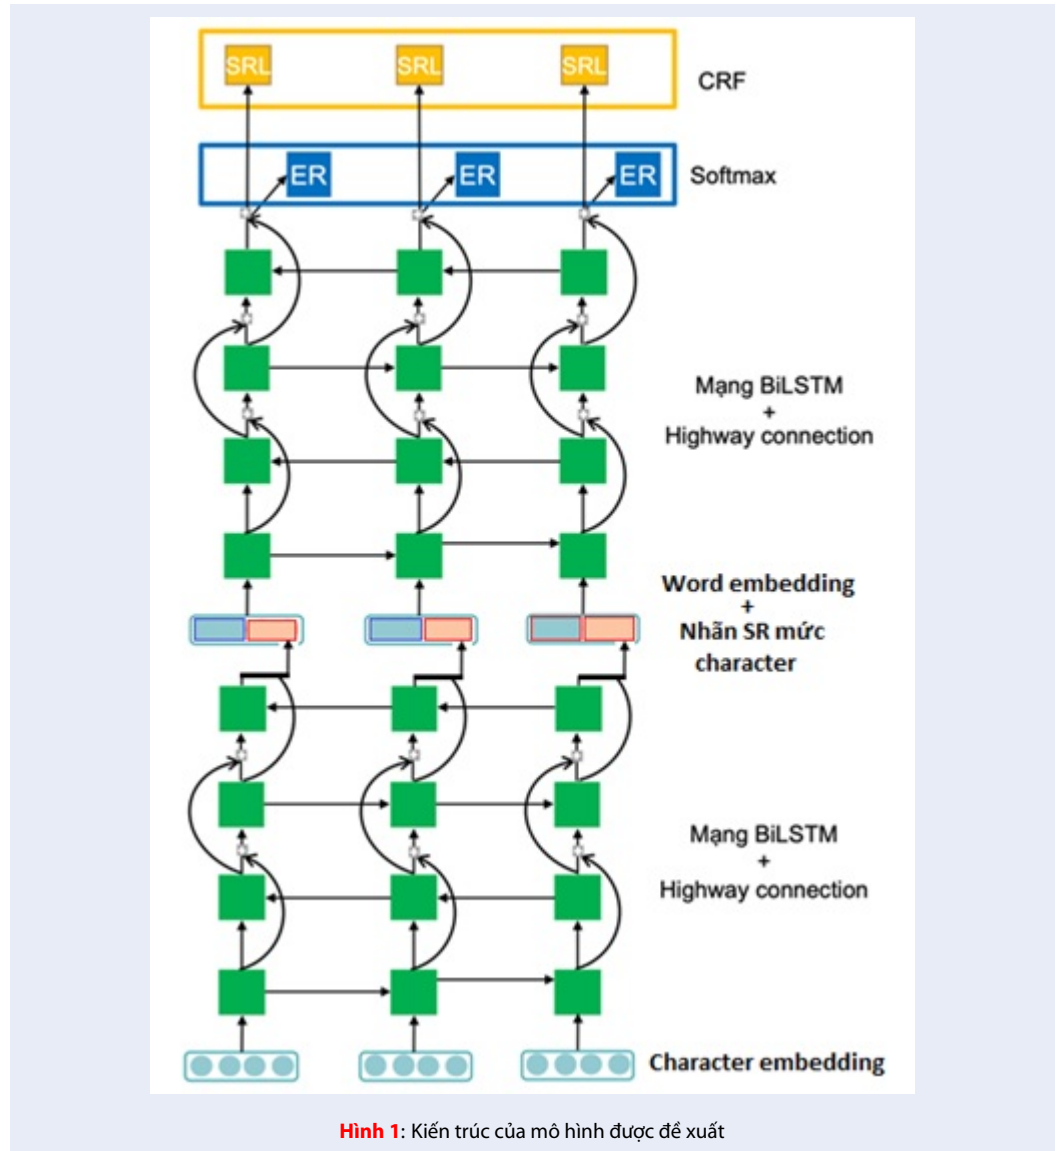 SRL SRL SRL
CRF
ER ER ER
Softmax
Mạng BiLSTM
+
Highway connection
Word embedding
+
Nhãn SR mức
character
Mạng BiLSTM
+
Highway connection
Character embedding
Hình 1: Kiến trúc của mô hình được đề xuất